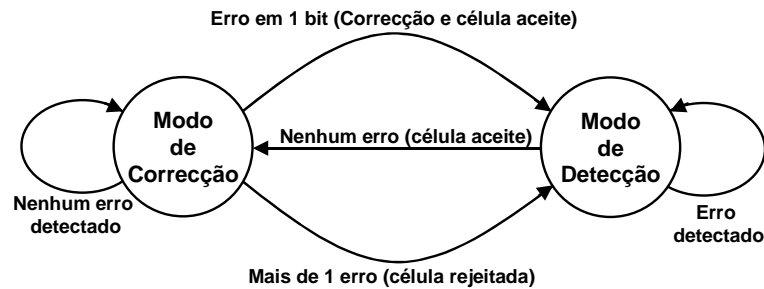 Erro em 1 bit (Correcção e célula aceite)
Modo
de
Correcção
Nenhum erro (célula aceite)
Modo
de
Detecção
Nenhum erro
detectado
Erro
detectado
Mais de 1 erro (célula rejeitada)